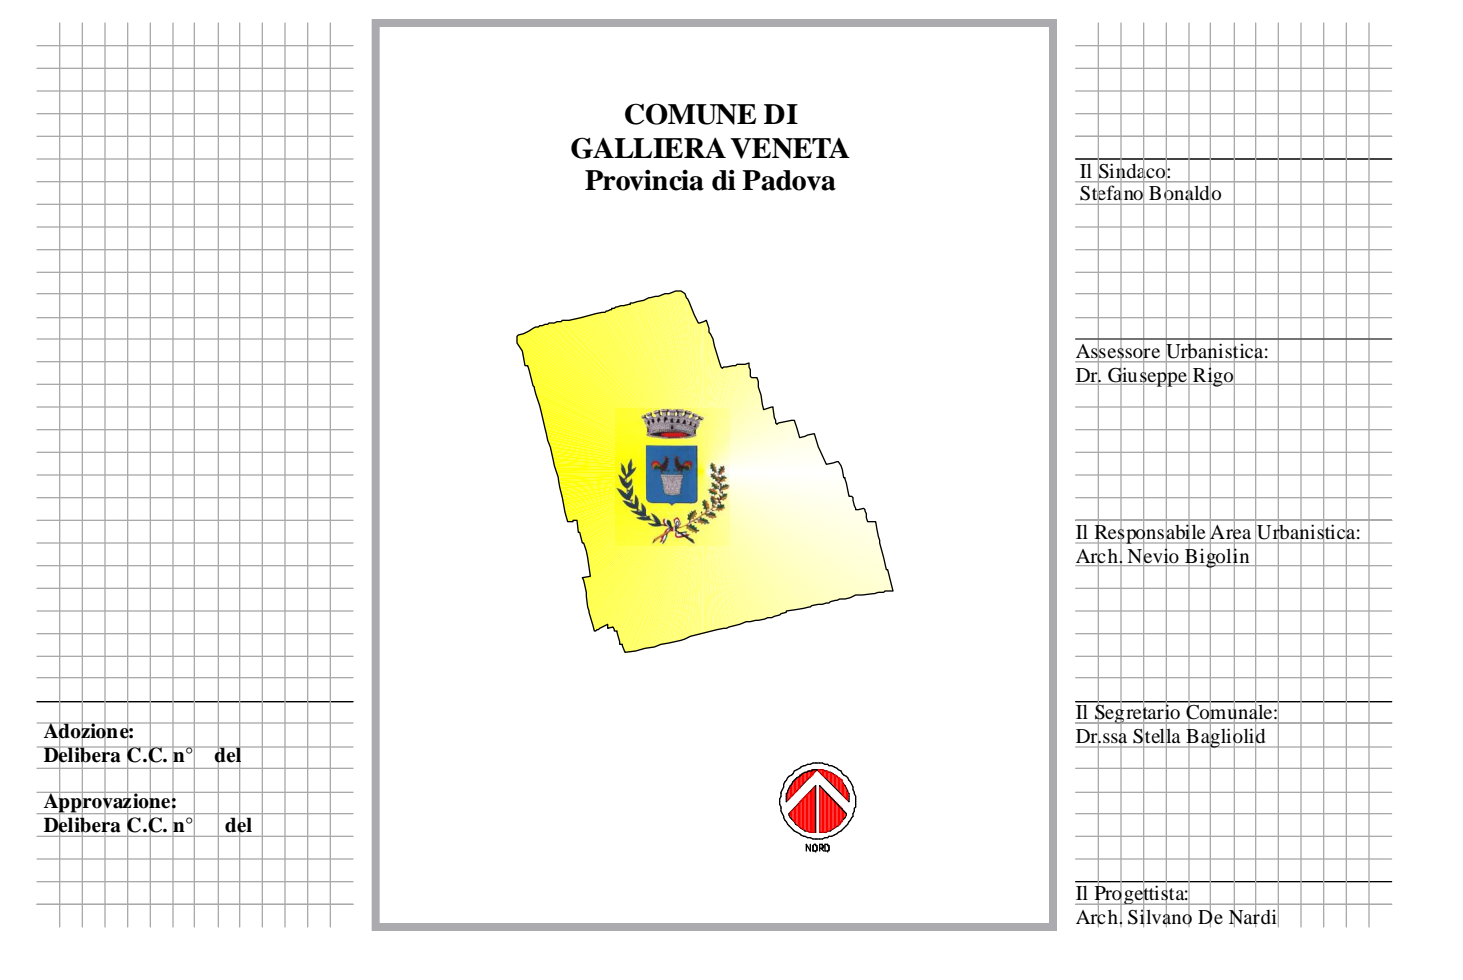 COMUNE DI
GALLIERA VENETA
Provincia di Padova
NORD
Adozione:
Delibera C.C. n° del
Approvazione:
Delibera C.C. n° del
Il Sindaco:
Stefano Bonaldo
Assessore Urbanistica:
Dr. Giuseppe Rigo
Il Responsabile Area Urbanistica:
Arch. Nevio Bigolin
Il Segretario Comunale:
Dr.ssa Stella Bagliolid
Il Progettista:
Arch. Silvano De Nardi